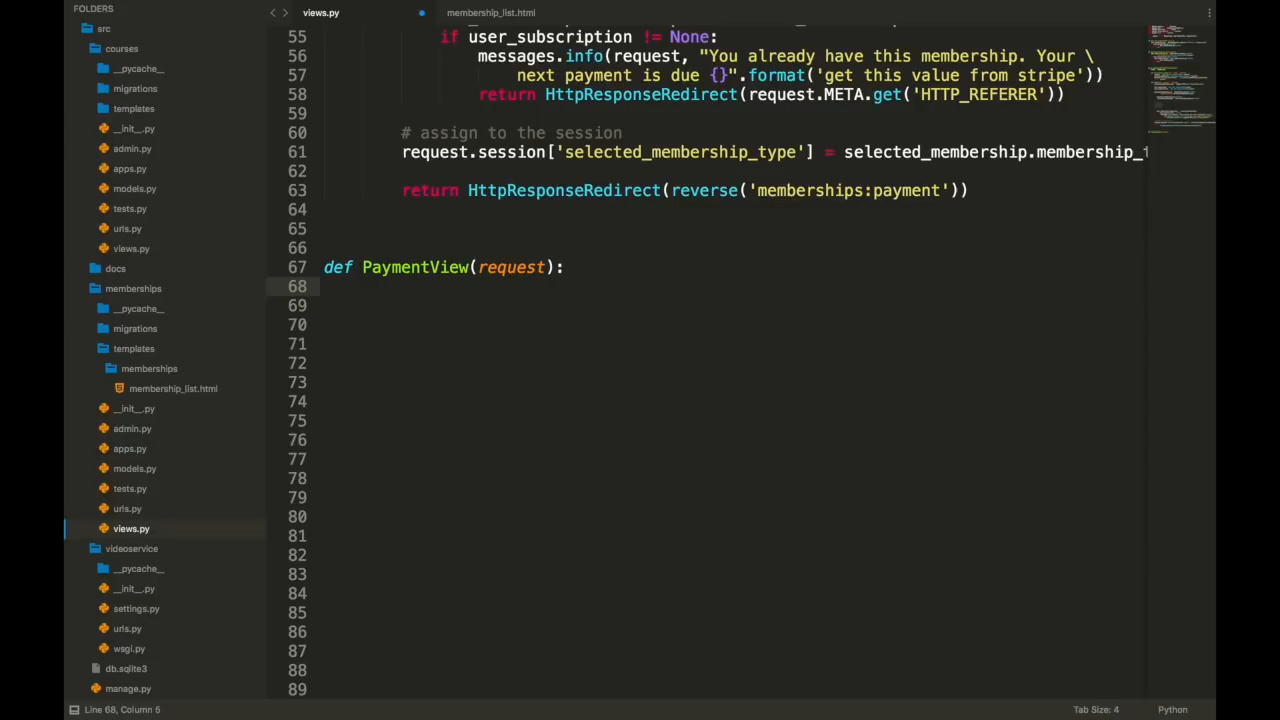 FOLDERS
src
courses
__pycache__
migrations
templates
__init__.py
admin.py
apps.py
models.py
tests.py
urls.py
views.py
docs
memberships
__pycache__
migrations
templates
memberships
membership_list.html
__init__.py
admin.py
apps.py
models.py
tests.py
urls.py
views.py
videoservice
__pycache__
__init__.py
settings.py
urls.py
wsgi.py
db.sqlite3
manage.py
views.py
membership_list.html
55 if user_subscription != None:
56 messages.info(request, "You already have this membership. Your \
57 next payment is due {}".format('get this value from stripe'))
58 return HttpResponseRedirect(request.META.get('HTTP_REFERER'))
59
60 # assign to the session
61 request.session['selected_membership_type'] = selected_membership.membership_t
62
63 return HttpResponseRedirect(reverse('memberships:payment'))
64
65
66
67 def PaymentView(request):
68
69
70
71
72
73
74
75
76
77
78
79
80
81
82
83
84
85
86
87
88
89
Line 68, Column 5
Tab Size: 4
Python